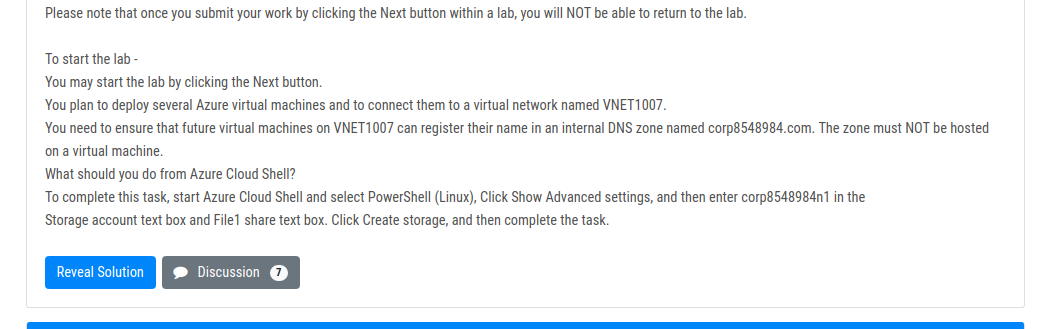 Please note that once you submit your work by clicking the Next button within a lab, you will NOT be able to return to the lab.
To start the lab -
You may start the lab by clicking the Next button.
You plan to deploy several Azure virtual machines and to connect them to a virtual network named VNET1007.
You need to ensure that future virtual machines on VNET1007 can register their name in an internal DNS zone named corp8548984.com. The zone must NOT be hosted
on a virtual machine.
What should you do from Azure Cloud Shell?
To complete this task, start Azure Cloud Shell and select PowerShell (Linux), Click Show Advanced settings, and then enter corp8548984n1 in the
Storage account text box and File1 share text box. Click Create storage, and then complete the task.
Reveal Solution
Discussion 7